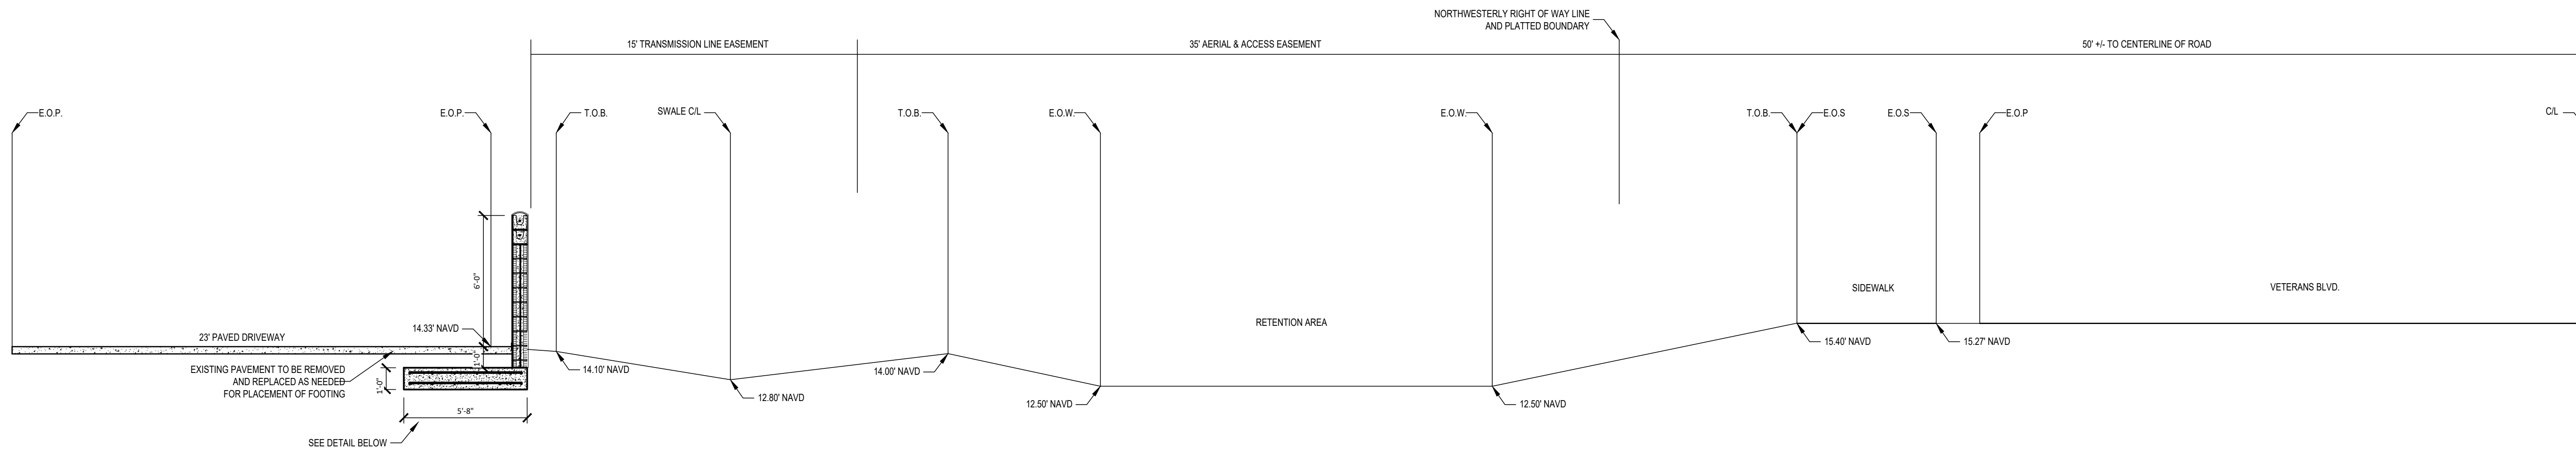 NORTHWESTERLY RIGHT OF WAY LINE
AND PLATTED BOUNDARY
15' TRANSMISSION LINE EASEMENT
35' AERIAL & ACCESS EASEMENT
50' +/- TO CENTERLINE OF ROAD
E.O.P.
E.O.P.
T.O.B.
SWALE C/L
T.O.B.
E.O.W.
E.O.W.
T.O.B.
E.O.S
E.O.S
E.O.P
C/L
6'-0"
SIDEWALK
VETERANS BLVD.
RETENTION AREA
14.33' NAVD
23' PAVED DRIVEWAY
15.40' NAVD
15.27' NAVD
1'-0"
EXISTING PAVEMENT TO BE REMOVED
AND REPLACED AS NEEDED
FOR PLACEMENT OF FOOTING
1'-0"
14.10' NAVD
14.00' NAVD
12.80' NAVD
12.50' NAVD
12.50' NAVD
5'-8"
SEE DETAIL BELOW